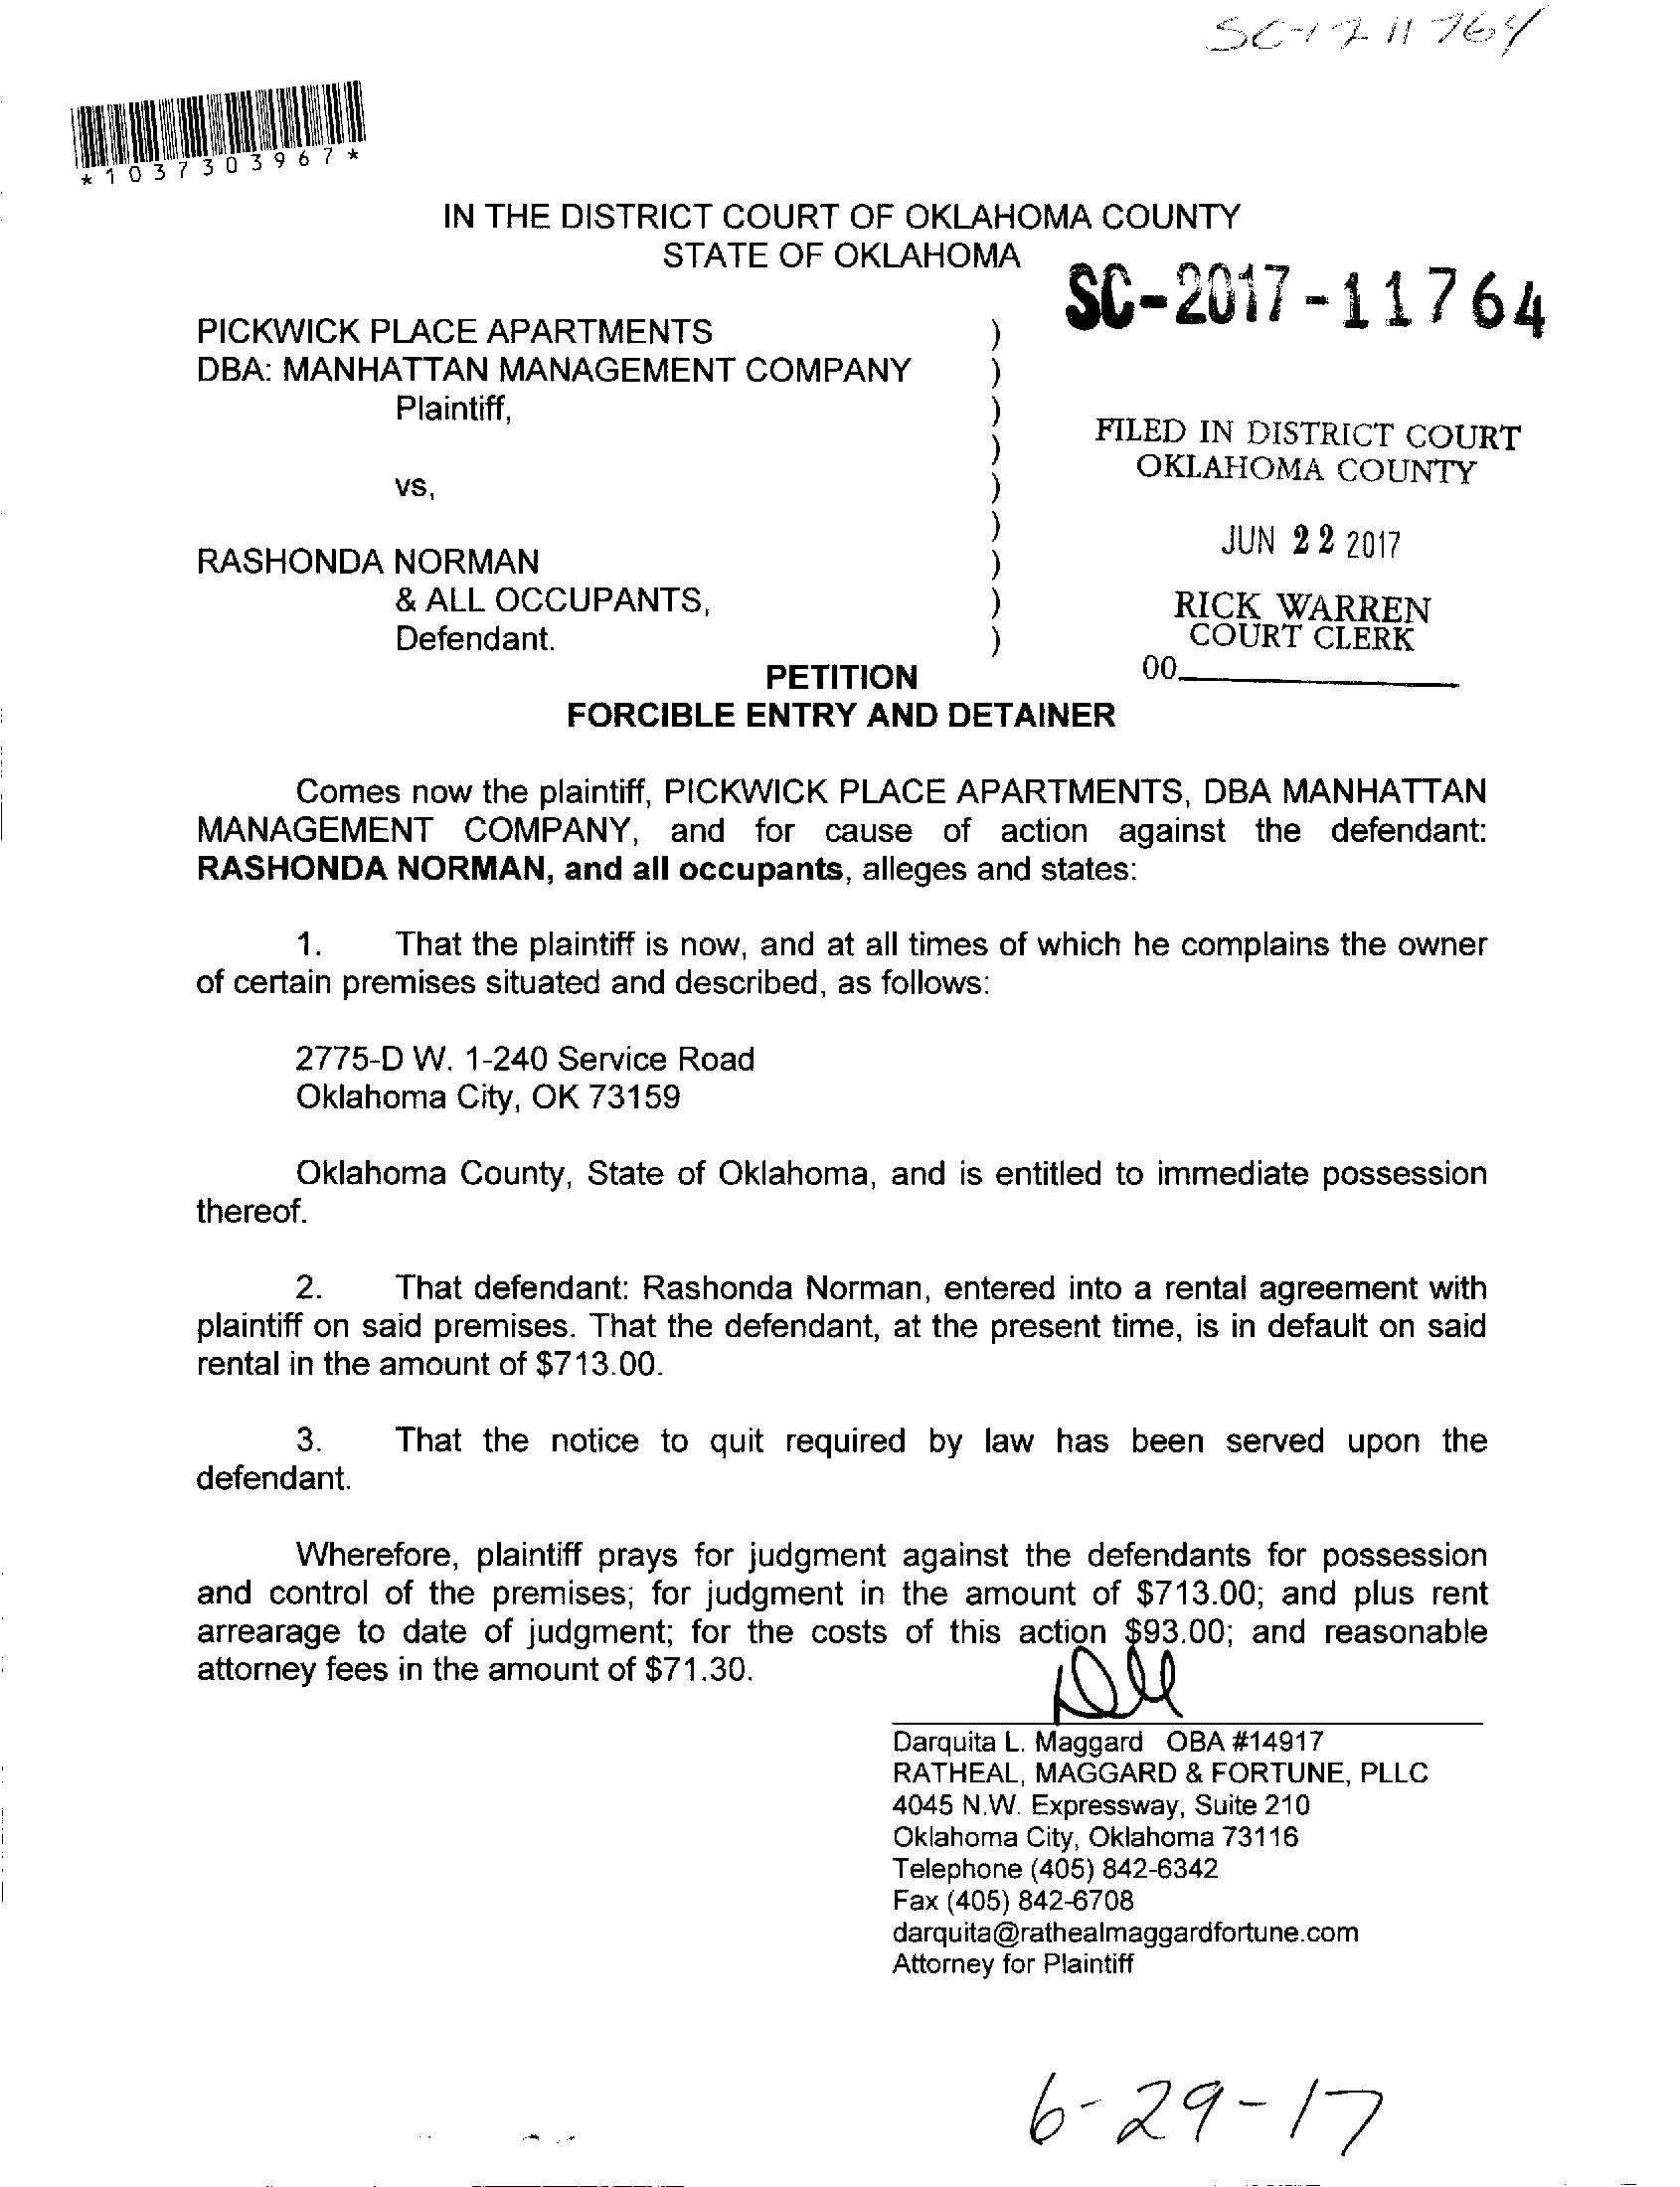 SC-1711764
*1037303967*
IN THE DISTRICT COURT OF OKLAHOMA COUNTY
STATE OF OKLAHOMA
SC-2017-11764
PICKWICK PLACE APARTMENTS )
DBA: MANHATTAN MANAGEMENT COMPANY )
Plaintiff, )
)
vs, )
)
RASHONDA NORMAN )
& ALL OCCUPANTS, )
Defendant. )
FILED IN DISTRICT COURT
OKLAHOMA COUNTY
JUN 22 2017
RICK WARREN
COURT CLERK
00
PETITION
FORCIBLE ENTRY AND DETAINER
Comes now the plaintiff, PICKWICK PLACE APARTMENTS, DBA MANHATTAN
MANAGEMENT COMPANY, and for cause of action against the defendant:
RASHONDA NORMAN, and all occupants, alleges and states:
1. That the plaintiff is now, and at all times of which he complains the owner
of certain premises situated and described, as follows:
2775-D W. 1-240 Service Road
Oklahoma City, OK 73159
Oklahoma County, State of Oklahoma, and is entitled to immediate possession
thereof.
2. That defendant: Rashonda Norman, entered into a rental agreement with
plaintiff on said premises. That the defendant, at the present time, is in default on said
rental in the amount of $713.00.
3. That the notice to quit required by law has been served upon the
defendant.
Wherefore, plaintiff prays for judgment against the defendants for possession
and control of the premises; for judgment in the amount of $713.00; and plus rent
arrearage to date of judgment; for the costs of this action $93.00; and reasonable
attorney fees in the amount of $71.30.
Darquita L. Maggard OBA #14917
RATHEAL, MAGGARD & FORTUNE, PLLC
4045 N.W. Expressway, Suite 210
Oklahoma City, Oklahoma 73116
Telephone (405) 842-6342
Fax (405) 842-6708
darquita@rathealmaggardfortune.com
Attorney for Plaintiff
6-29-17